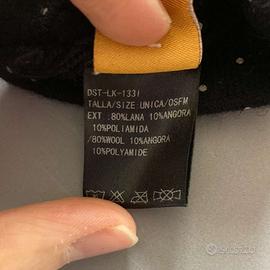 DST-LK-1331
TALLA/SIZE:UNICA/OSFM
EXT :80%LANA 10%ANGORA
10%POLIAMIDA
/80%WOOL 10%ANGORA
10%POLYAMIDE
subito